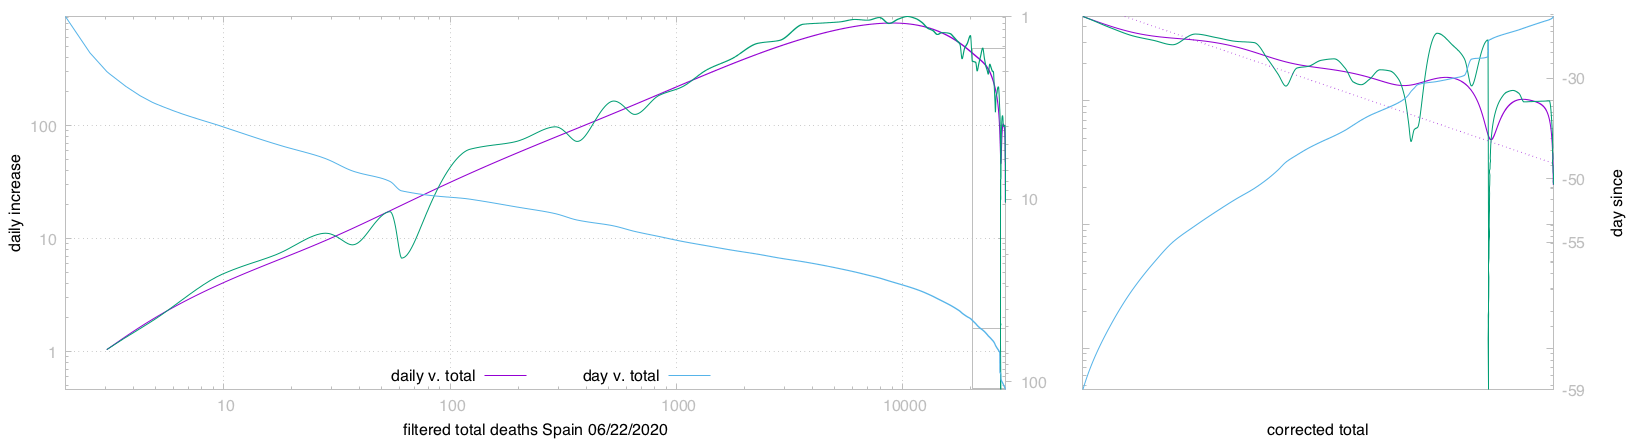 daily increase
100
10
1
10
100
1000
10000
1
10
100
daily v. total
day v. total
filtered total deaths Spain 06/22/2020
-30
-50
-55
-59
day since
corrected total